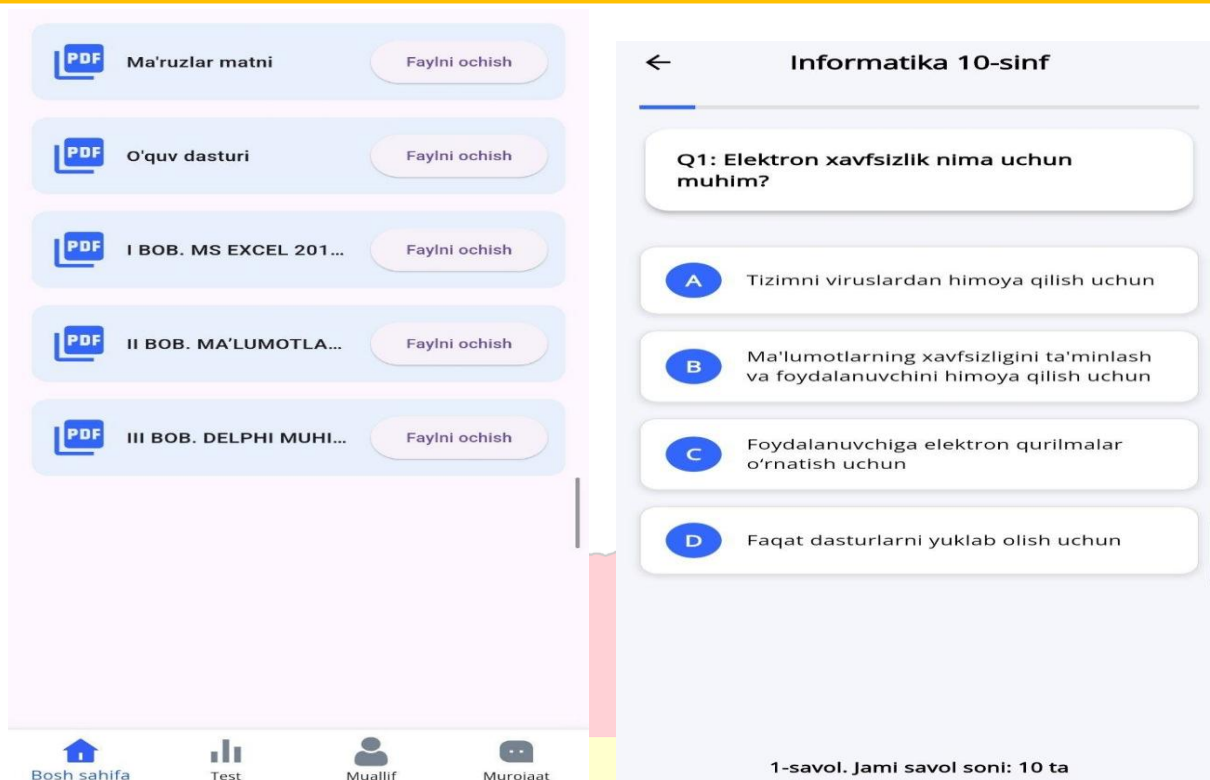 PDF
Ma'ruzlar matni
Faylni ochish
PDF
O'quv dasturi
Faylni ochish
PDF
I BOB. MS EXCEL 201...
Faylni ochish
PDF
II BOB. MA'LUMOTLA...
Faylni ochish
PDF
III BOB. DELPHI MUHI...
Faylni ochish
Bosh sahifa
Test
Muallif
Murojaat
Informatika 10-sinf
Q1: Elektron xavfsizlik nima uchun
muhim?
A
Tizimni viruslardan himoya qilish uchun
B
Ma'lumotlarning xavfsizligini ta'minlash
va foydalanuvchini himoya qilish uchun
C
Foydalanuvchiga elektron qurilmalar
o‘rnatish uchun
D
Faqat dasturlarni yuklab olish uchun
1-savol. Jami savol soni: 10 ta